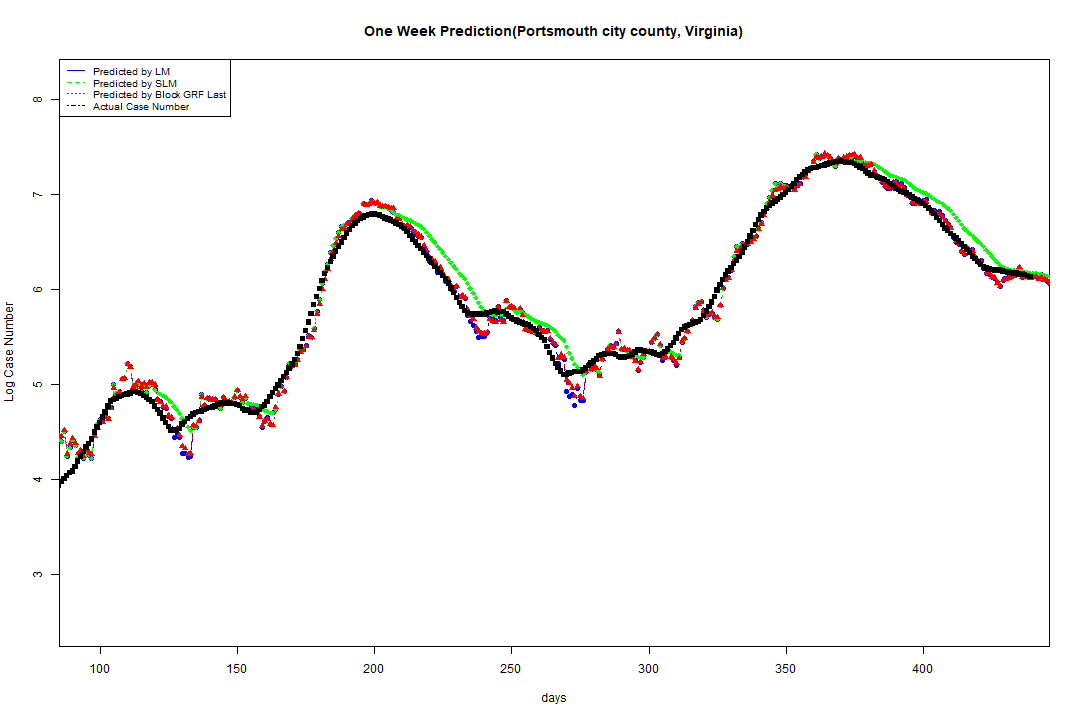 One Week Prediction(Portsmouth city county, Virginia)
Predicted by LM
Predicted by SLM
Predicted by Block GRF Last
Actual Case Number
Log Case Number
8
7
6
5
4
3
100 150 200 250 300 350 400
days